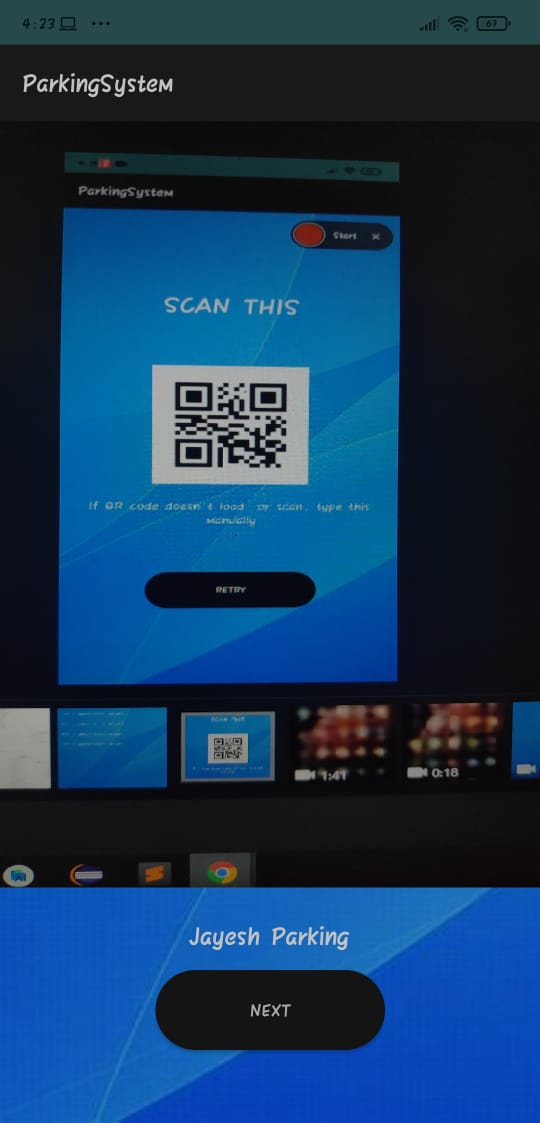 4:23
67
ParkingSystem
ParkingSystem
Start
SCAN THIS
If QR code doesn't load or scan, type this
manually
RETRY
SCAN THIS
1:41
0:18
Jayesh Parking
NEXT